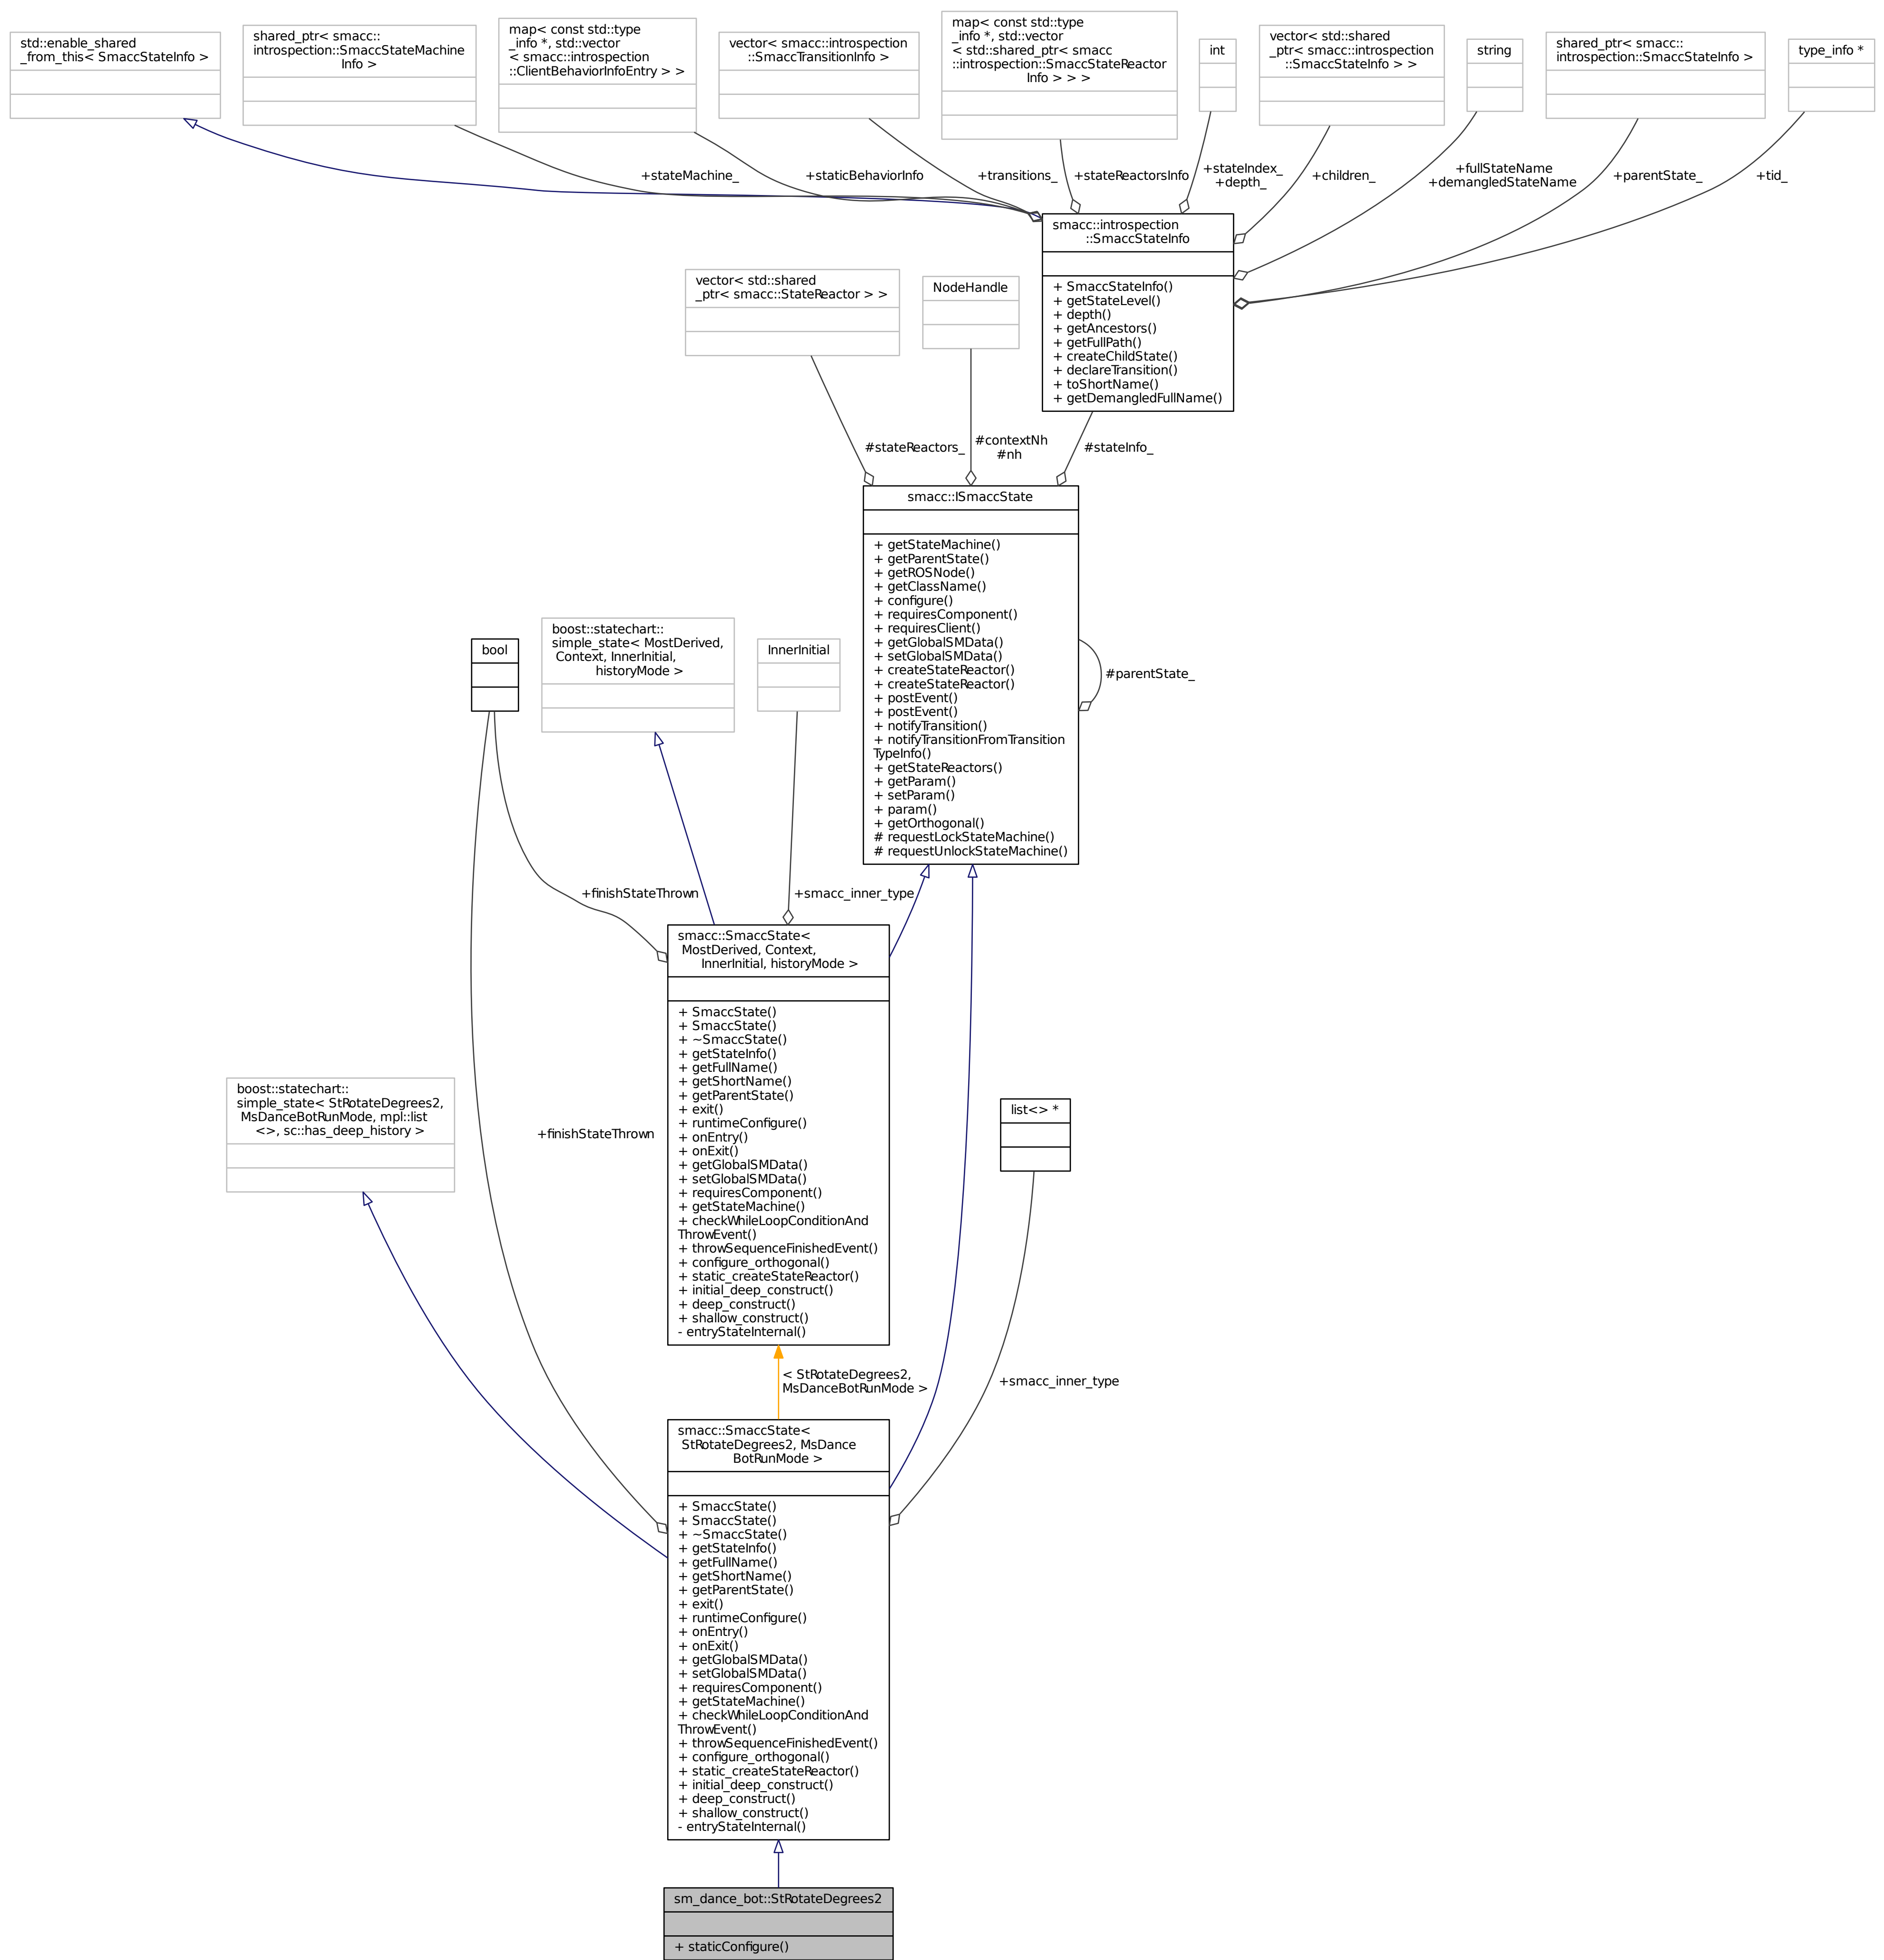 std::enable_shared
_from_this< SmaccStateInfo >
shared_ptr< smacc::
introspection::SmaccStateMachine
Info >
map< const std::type
_info *, std::vector
< smacc::introspection
::ClientBehaviorInfoEntry > >
vector< smacc::introspection
::SmaccTransitionInfo >
map< const std::type
_info *, std::vector
< std::shared_ptr< smacc
::introspection::SmaccStateReactor
Info > > >
int
vector< std::shared
_ptr< smacc::introspection
::SmaccStateInfo > >
string
shared_ptr< smacc::
introspection::SmaccStateInfo >
type_info *
+stateMachine_
+staticBehaviorInfo
+transitions_
+stateReactorsInfo
+stateIndex_
+depth_
+children_
+fullStateName
+demangledStateName
+parentState_
+tid_
smacc::introspection
::SmaccStateInfo
+ SmaccStateInfo()
+ getStateLevel()
+ depth()
+ getAncestors()
+ getFullPath()
+ createChildState()
+ declareTransition()
+ toShortName()
+ getDemangledFullName()
vector< std::shared
_ptr< smacc::StateReactor > >
NodeHandle
#stateReactors_
#contextNh
#nh
#stateInfo_
smacc::ISmaccState
+ getStateMachine()
+ getParentState()
+ getROSNode()
+ getClassName()
+ configure()
+ requiresComponent()
+ requiresClient()
+ getGlobalSMData()
+ setGlobalSMData()
+ createStateReactor()
+ createStateReactor()
+ postEvent()
+ postEvent()
+ notifyTransition()
+ notifyTransitionFromTransition
TypeInfo()
+ getStateReactors()
+ getParam()
+ setParam()
+ param()
+ getOrthogonal()
# requestLockStateMachine()
# requestUnlockStateMachine()
#parentState_
bool
boost::statechart::
simple_state< MostDerived,
Context, InnerInitial,
historyMode >
InnerInitial
+finishStateThrown
+smacc_inner_type
smacc::SmaccState<
MostDerived, Context,
InnerInitial, historyMode >
+ SmaccState()
+ SmaccState()
+ ~SmaccState()
+ getStateInfo()
+ getFullName()
+ getShortName()
+ getParentState()
+ exit()
+ runtimeConfigure()
+ onEntry()
+ onExit()
+ getGlobalSMData()
+ setGlobalSMData()
+ requiresComponent()
+ getStateMachine()
+ checkWhileLoopConditionAnd
ThrowEvent()
+ throwSequenceFinishedEvent()
+ configure_orthogonal()
+ static_createStateReactor()
+ initial_deep_construct()
+ deep_construct()
+ shallow_construct()
- entryStateInternal()
boost::statechart::
simple_state< StRotateDegrees2,
MsDanceBotRunMode, mpl::list
<>, sc::has_deep_history >
+finishStateThrown
list<> *
< StRotateDegrees2,
MsDanceBotRunMode >
+smacc_inner_type
smacc::SmaccState<
StRotateDegrees2, MsDance
BotRunMode >
+ SmaccState()
+ SmaccState()
+ ~SmaccState()
+ getStateInfo()
+ getFullName()
+ getShortName()
+ getParentState()
+ exit()
+ runtimeConfigure()
+ onEntry()
+ onExit()
+ getGlobalSMData()
+ setGlobalSMData()
+ requiresComponent()
+ getStateMachine()
+ checkWhileLoopConditionAnd
ThrowEvent()
+ throwSequenceFinishedEvent()
+ configure_orthogonal()
+ static_createStateReactor()
+ initial_deep_construct()
+ deep_construct()
+ shallow_construct()
- entryStateInternal()
sm_dance_bot::StRotateDegrees2
+ staticConfigure()